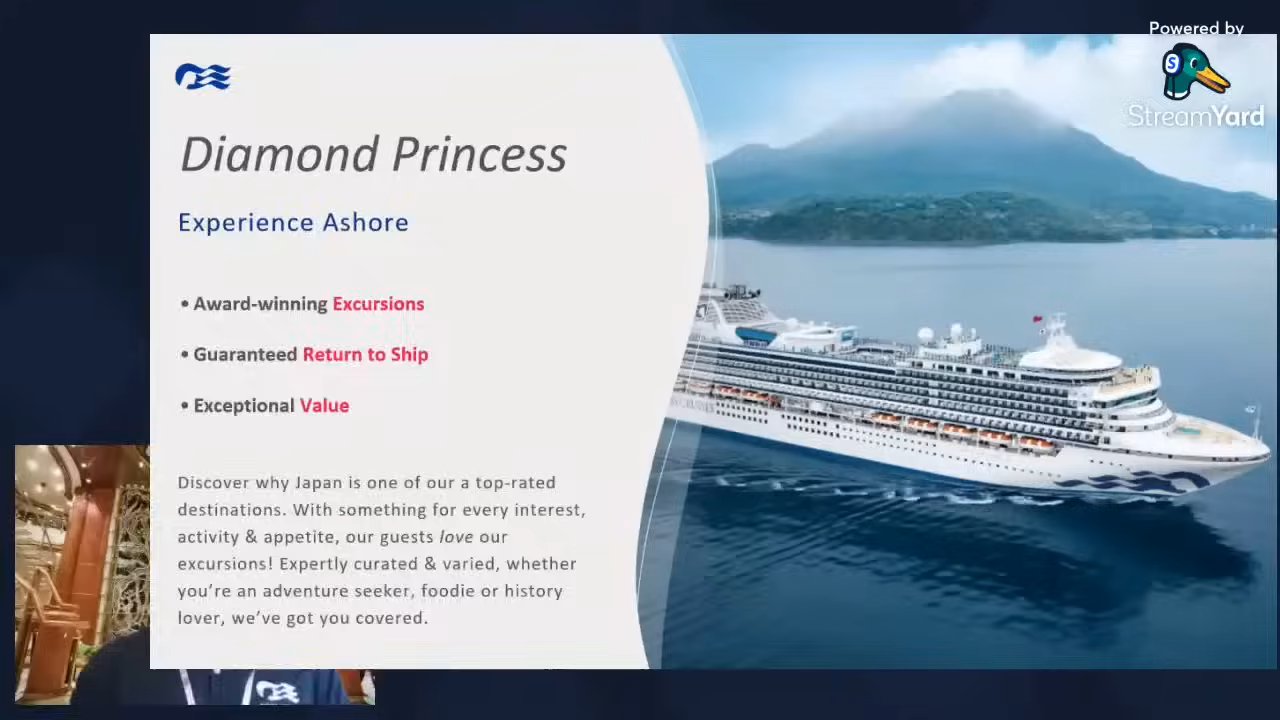 Powered by
S
StreamYard
Diamond Princess
Experience Ashore
• Award-winning Excursions
• Guaranteed Return to Ship
• Exceptional Value
Discover why Japan is one of our a top-rated
destinations. With something for every interest,
activity & appetite, our guests love our
excursions! Expertly curated & varied, whether
you’re an adventure seeker, foodie or history
lover, we’ve got you covered.